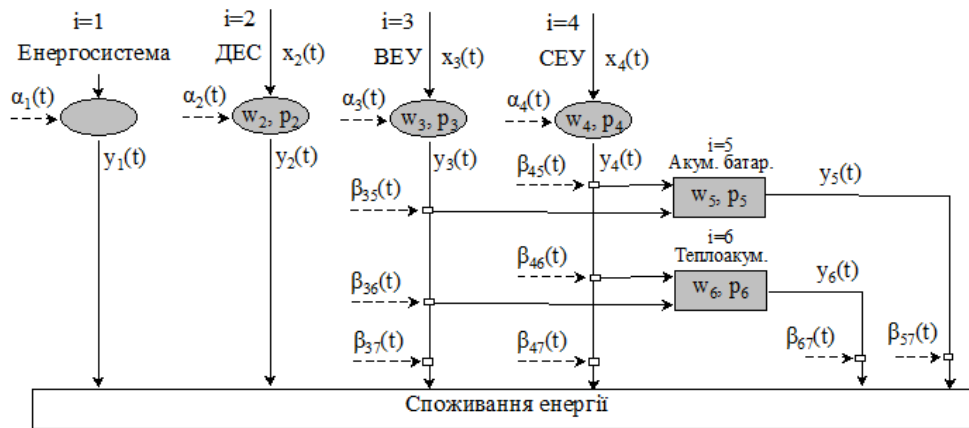 i=1
Енергосистема
i=2
ДЕС
x₂(t)
i=3
ВЕУ
x₃(t)
i=4
СЕУ
x₄(t)
α₁(t)
α₂(t)
w₂, p₂
α₃(t)
w₃, p₃
α₄(t)
w₄, p₄
y₁(t)
y₂(t)
y₃(t)
β₄₅(t)
y₄(t)
i=5
Акум. батар.
w₅, p₅
y₅(t)
β₃₅(t)
i=6
Теплоакум.
β₄₆(t)
w₆, p₆
y₆(t)
β₃₆(t)
β₃₇(t)
β₄₇(t)
β₆₇(t)
β₅₇(t)
Споживання енергії